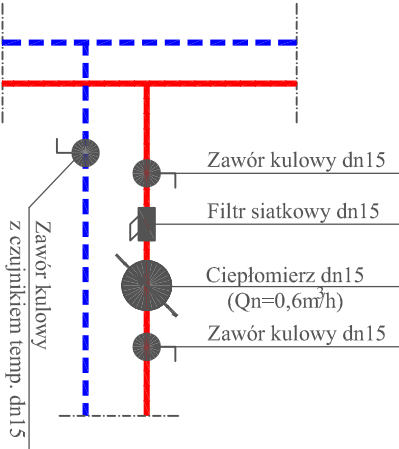 Zawór kulowy dn15
Filtr siatkowy dn15
Ciepłomierz dn15
(Qn=0,6m³/h)
Zawór kulowy dn15
Zawór kulowy
z czujnikiem temp. dn15